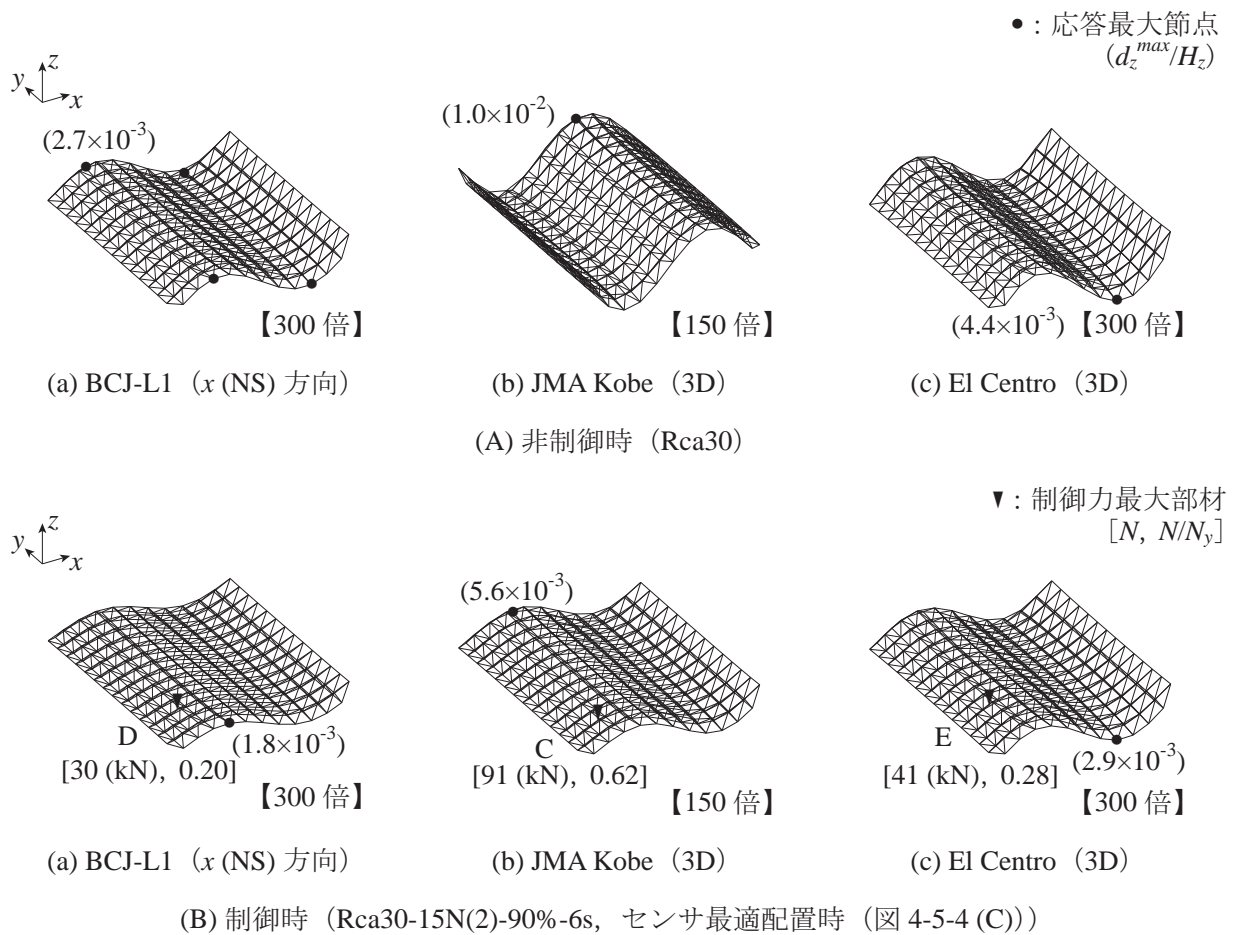 ● : 応答最大節点
(d_z^max/H_z)
z
y
x
(2.7×10^-3)
(1.0×10^-2)
【300 倍】
【150 倍】
(4.4×10^-3)【300 倍】
(a) BCJ-L1（x (NS) 方向）
(b) JMA Kobe（3D）
(c) El Centro（3D）
(A) 非制御時（Rca30）
▼ : 制御力最大部材
[N, N/N_y]
z
y
x
(5.6×10^-3)
D
(1.8×10^-3)
[30 (kN), 0.20]
【300 倍】
C
[91 (kN), 0.62]
【150 倍】
E
[41 (kN), 0.28]
(2.9×10^-3)
【300 倍】
(a) BCJ-L1（x (NS) 方向）
(b) JMA Kobe（3D）
(c) El Centro（3D）
(B) 制御時（Rca30-15N(2)-90%-6s, センサ最適配置時（図 4-5-4 (C)））